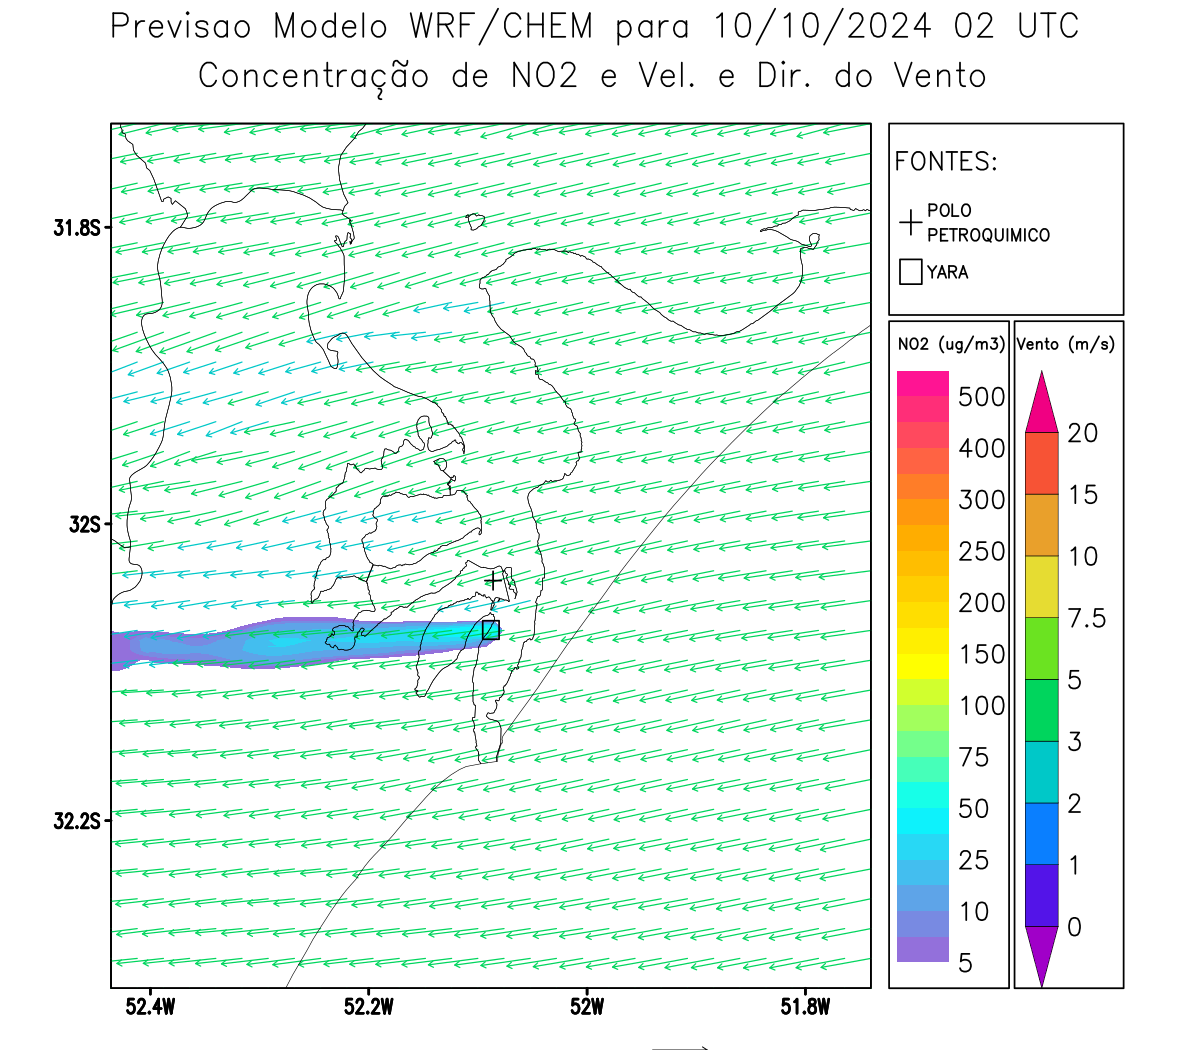 Previsao Modelo WRF/CHEM para 10/10/2024 02 UTC
Concentração de NO2 e Vel. e Dir. do Vento
FONTES:
POLO
PETROQUIMICO
YARA
31.8S
32S
32.2S
52.4W
52.2W
52W
51.8W
NO2 (ug/m3)
500
400
300
250
200
150
100
75
50
25
10
5
Vento (m/s)
20
15
10
7.5
5
3
2
1
0